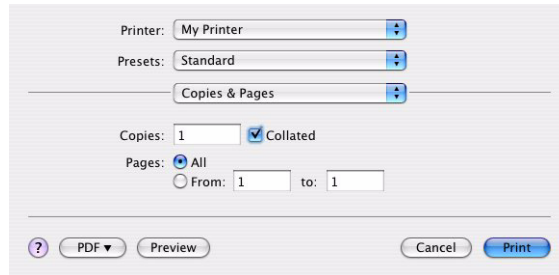 Printer: My Printer
Presets: Standard
Copies & Pages
Copies: 1 Collated
Pages: All
From: 1 to: 1
? PDF▼ Preview Cancel Print